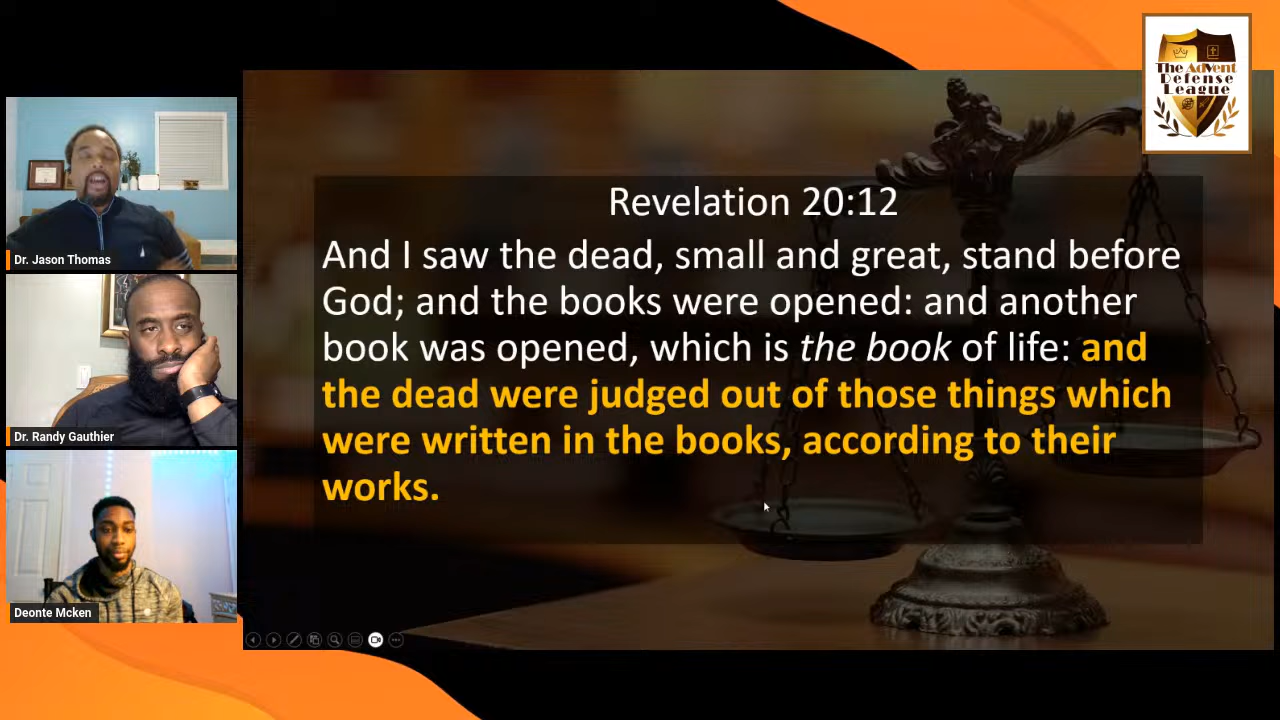 The Advent
Defense
League
Revelation 20:12
And I saw the dead, small and great, stand before
God; and the books were opened: and another
book was opened, which is the book of life: and
the dead were judged out of those things which
were written in the books, according to their
works.
Dr. Jason Thomas
Dr. Randy Gauthier
Deonte Mcken